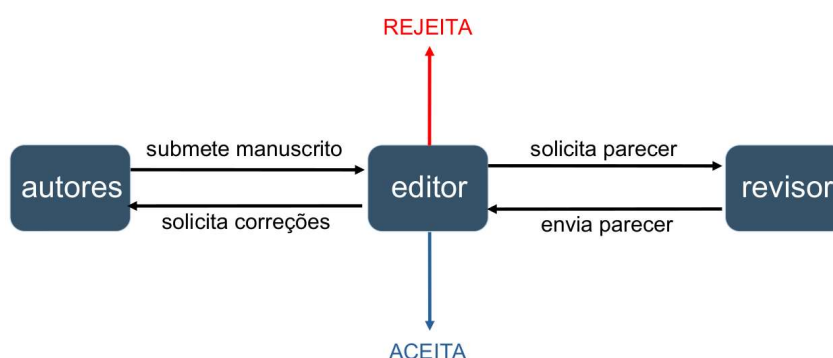 REJEITA
submete manuscrito
solicita parecer
autores
editor
revisor
solicita correções
envia parecer
ACEITA